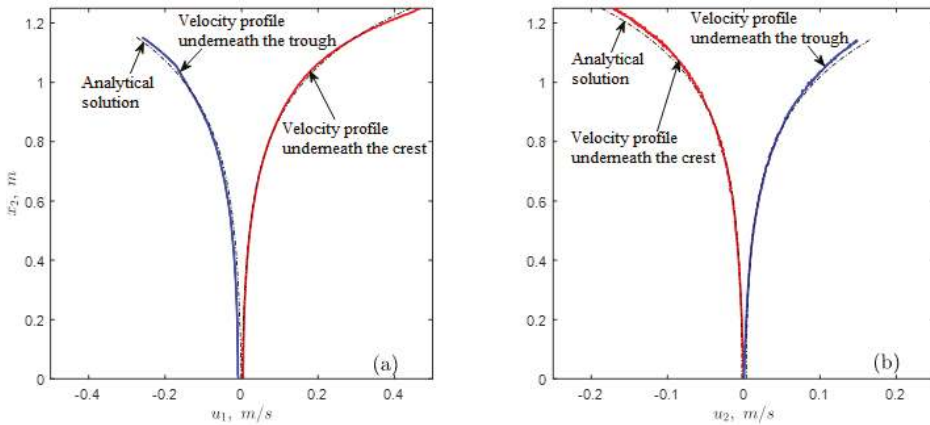 1.2
1
0.8
0.6
0.4
0.2
0
x₂, m
Velocity profile
underneath the trough
Analytical
solution
Velocity profile
underneath the crest
(a)
-0.4
-0.2
0
0.2
0.4
u₁, m/s
1.2
1
0.8
0.6
0.4
0.2
0
Velocity profile
underneath the trough
Analytical
solution
Velocity profile
underneath the crest
(b)
-0.2
-0.1
0
0.1
0.2
u₂, m/s